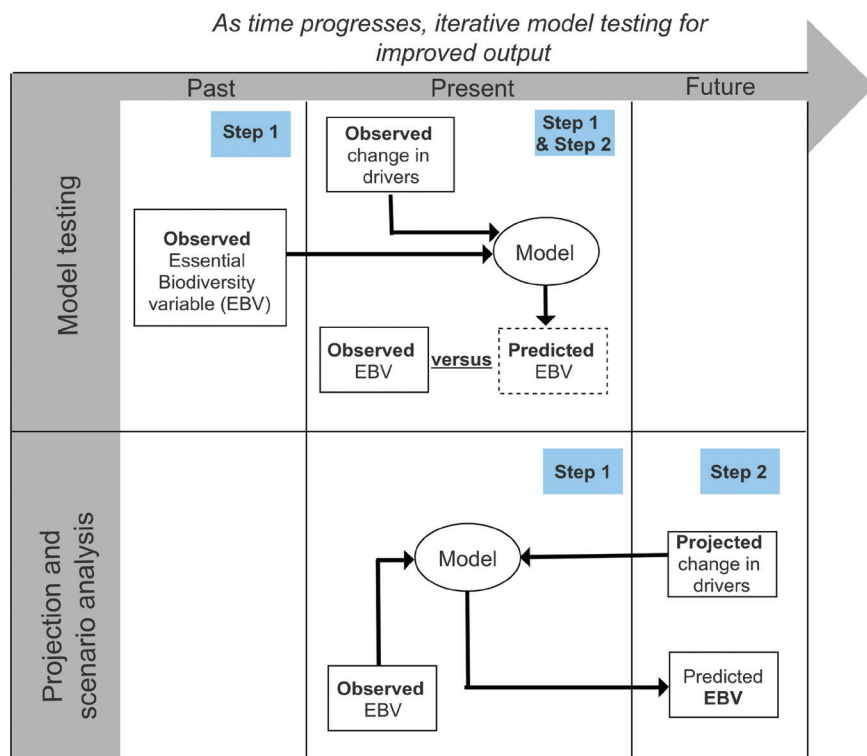 As time progresses, iterative model testing for
improved output
Past
Present
Future
Model testing
Step 1
Step 1
& Step 2
Observed
change in
drivers
Observed
Essential
Biodiversity
variable (EBV)
Model
Observed
EBV
versus
Predicted
EBV
Projection and
scenario analysis
Step 1
Step 2
Model
Projected
change in
drivers
Observed
EBV
Predicted
EBV